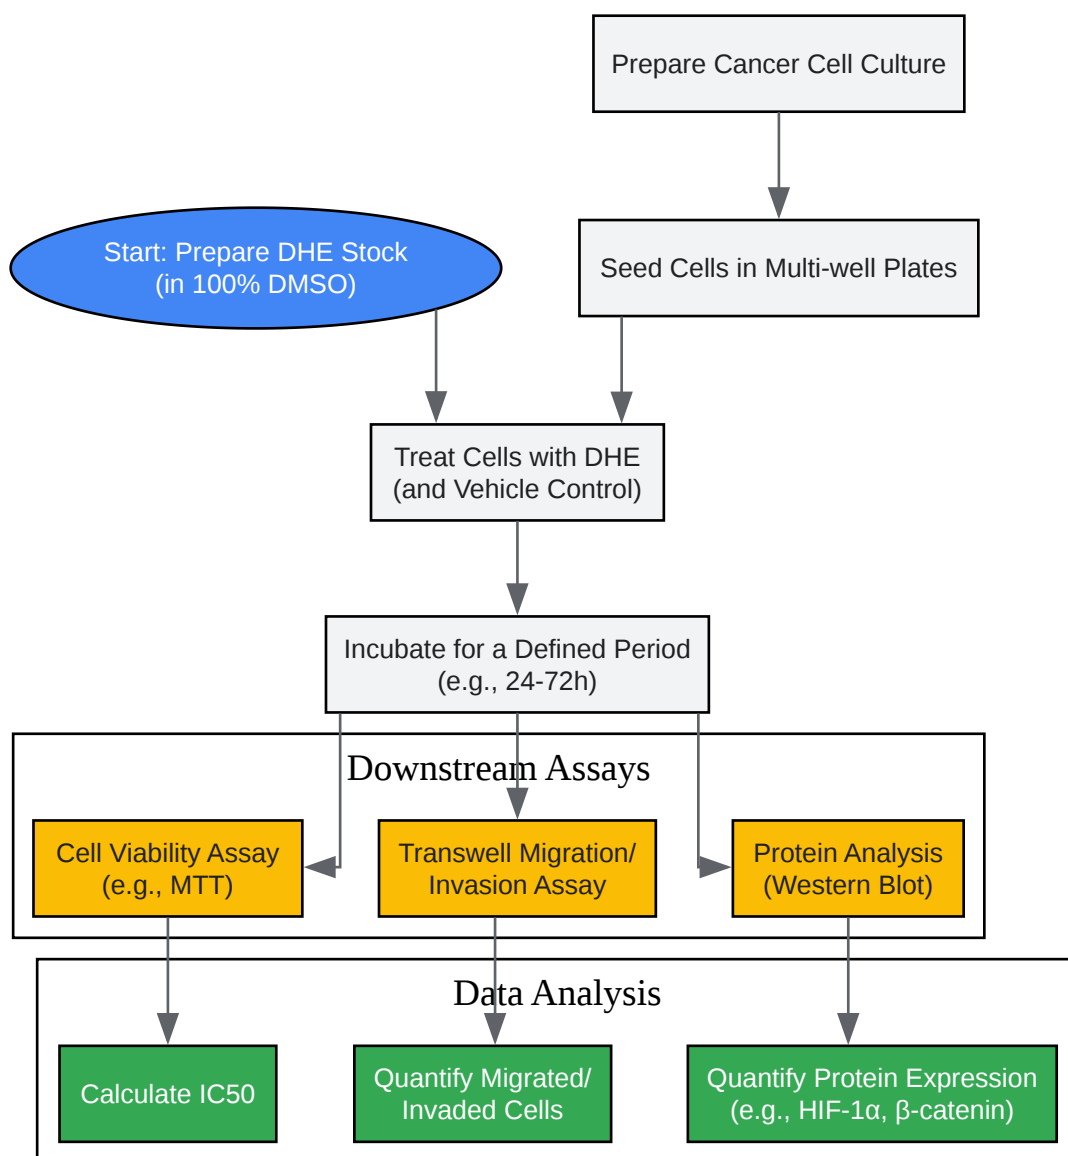 Prepare Cancer Cell Culture
Start: Prepare DHE Stock
(in 100% DMSO)
Seed Cells in Multi-well Plates
Treat Cells with DHE
(and Vehicle Control)
Incubate for a Defined Period
(e.g., 24-72h)
Downstream Assays
Cell Viability Assay
(e.g., MTT)
Transwell Migration/
Invasion Assay
Protein Analysis
(Western Blot)
Data Analysis
Calculate IC50
Quantify Migrated/
Invaded Cells
Quantify Protein Expression
(e.g., HIF-1α, β-catenin)